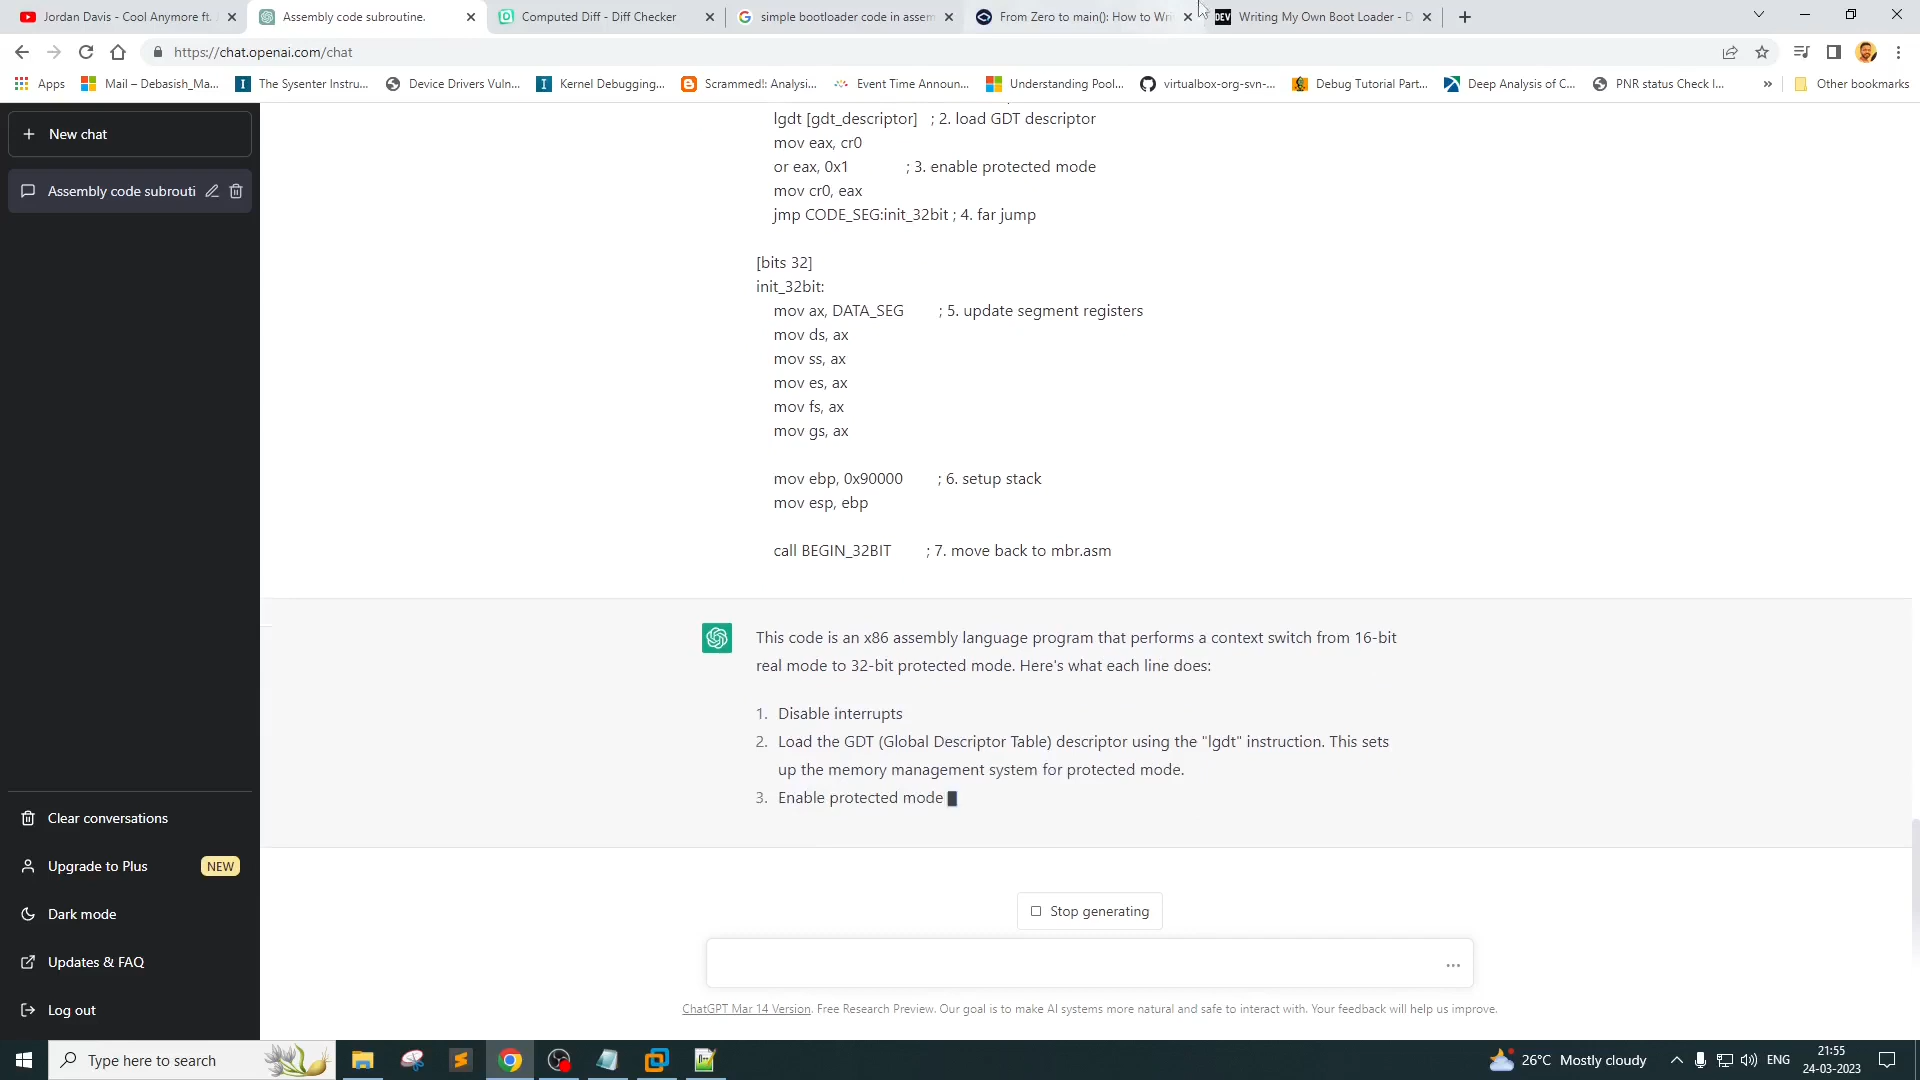 Jordan Davis - Cool Anymore ft.
Assembly code subroutine.
Computed Diff - Diff Checker
simple bootloader code in assem
From Zero to main(): How to Wri
DEV Writing My Own Boot Loader - D
https://chat.openai.com/chat
Apps
Mail – Debasish_Ma...
The Sysenter Instru...
Device Drivers Vuln...
Kernel Debugging,...
Scrammed!: Analysi...
Event Time Announ...
Understanding Pool...
virtualbox-org-svn-...
Debug Tutorial Part...
Deep Analysis of C...
PNR status Check I...
»
Other bookmarks
+ New chat
Assembly code subrouti
lgdt [gdt_descriptor] ; 2. load GDT descriptor
mov eax, cr0
or eax, 0x1 ; 3. enable protected mode
mov cr0, eax
jmp CODE_SEG:init_32bit ; 4. far jump
[bits 32]
init_32bit:
mov ax, DATA_SEG ; 5. update segment registers
mov ds, ax
mov ss, ax
mov es, ax
mov fs, ax
mov gs, ax
mov ebp, 0x90000 ; 6. setup stack
mov esp, ebp
call BEGIN_32BIT ; 7. move back to mbr.asm
This code is an x86 assembly language program that performs a context switch from 16-bit
real mode to 32-bit protected mode. Here's what each line does:
1. Disable interrupts
2. Load the GDT (Global Descriptor Table) descriptor using the "lgdt" instruction. This sets
up the memory management system for protected mode.
3. Enable protected mode
Clear conversations
Upgrade to Plus NEW
Dark mode
Updates & FAQ
Log out
Stop generating
...
ChatGPT Mar 14 Version. Free Research Preview. Our goal is to make AI systems more natural and safe to interact with. Your feedback will help us improve.
Type here to search
26°C Mostly cloudy
ENG
21:55
24-03-2023